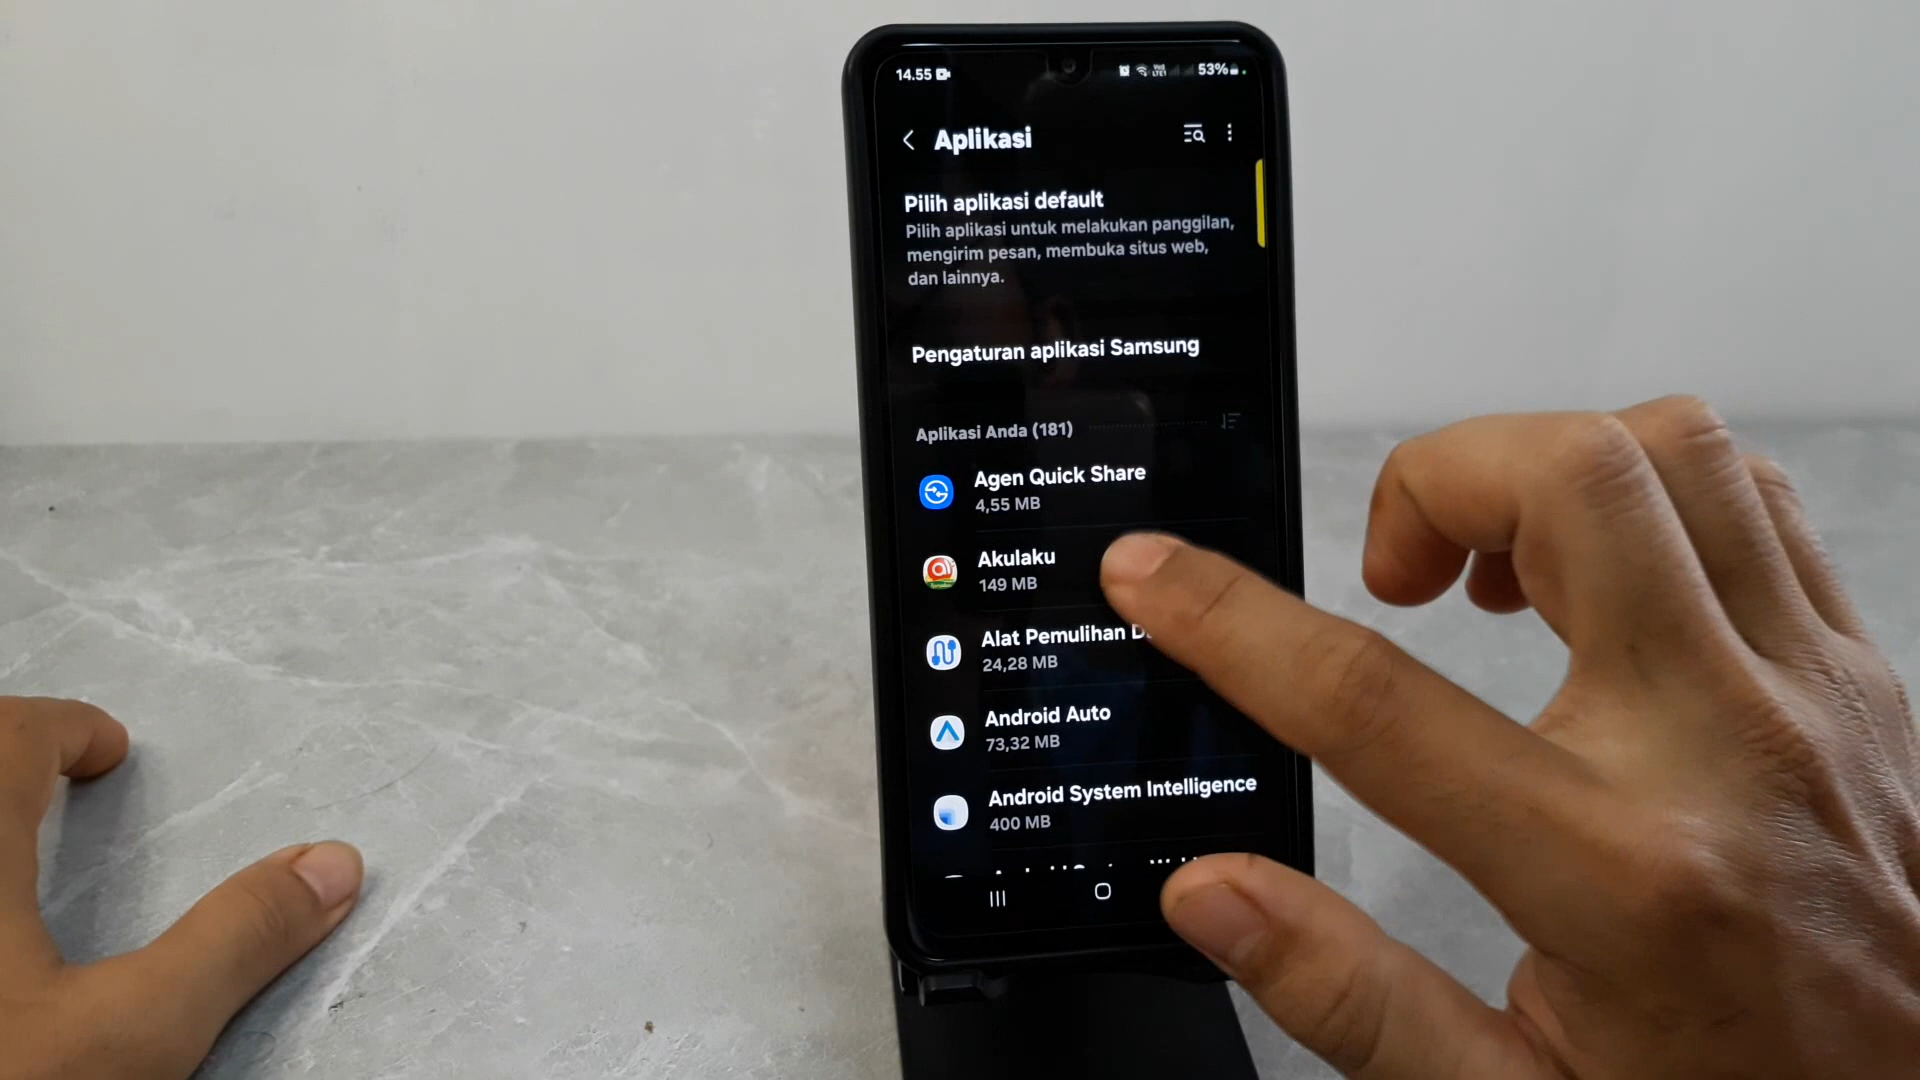 14.55
53%
Aplikasi
Pilih aplikasi default
Pilih aplikasi untuk melakukan panggilan,
mengirim pesan, membuka situs web,
dan lainnya.
Pengaturan aplikasi Samsung
Aplikasi Anda (181)
Agen Quick Share
4,55 MB
Akulaku
149 MB
Alat Pemulihan
24,28 MB
Android Auto
73,32 MB
Android System Intelligence
400 MB